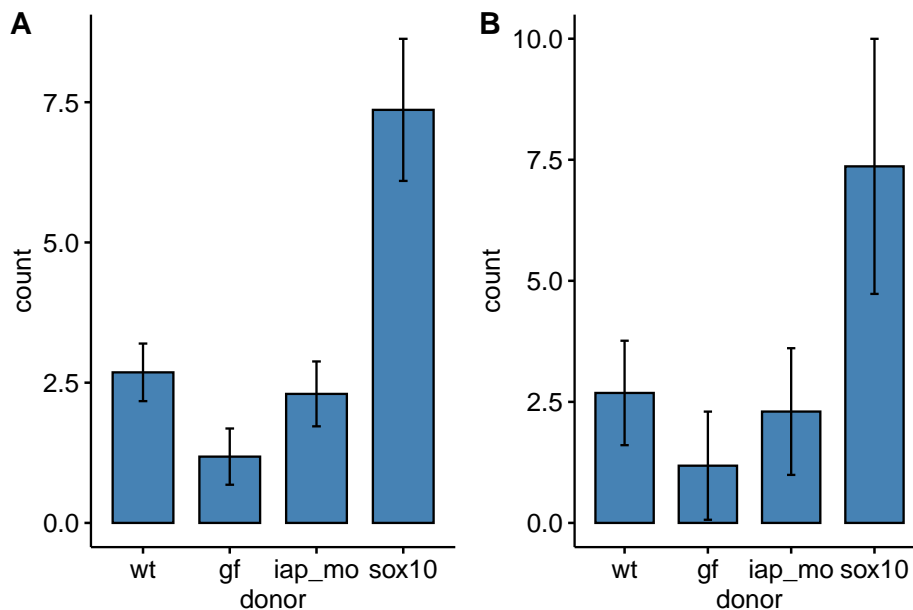 A
count
7.5
5.0
2.5
0.0
wt gf iap_mo sox10
donor
B
count
10.0
7.5
5.0
2.5
0.0
wt gf iap_mo sox10
donor